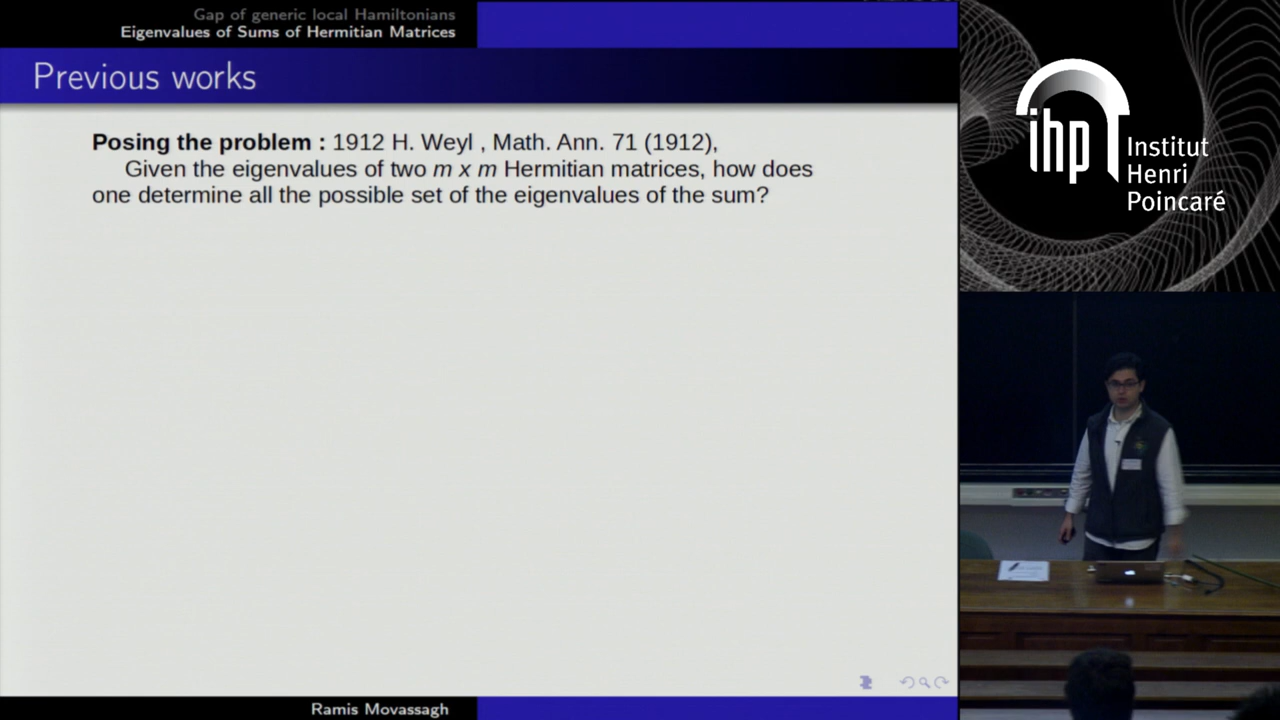 Gap of generic local Hamiltonians
Eigenvalues of Sums of Hermitian Matrices
Previous works
Posing the problem : 1912 H. Weyl , Math. Ann. 71 (1912),
Given the eigenvalues of two m x m Hermitian matrices, how does
one determine all the possible set of the eigenvalues of the sum?
Ramis Movassagh
ihp
Institut
Henri
Poincaré